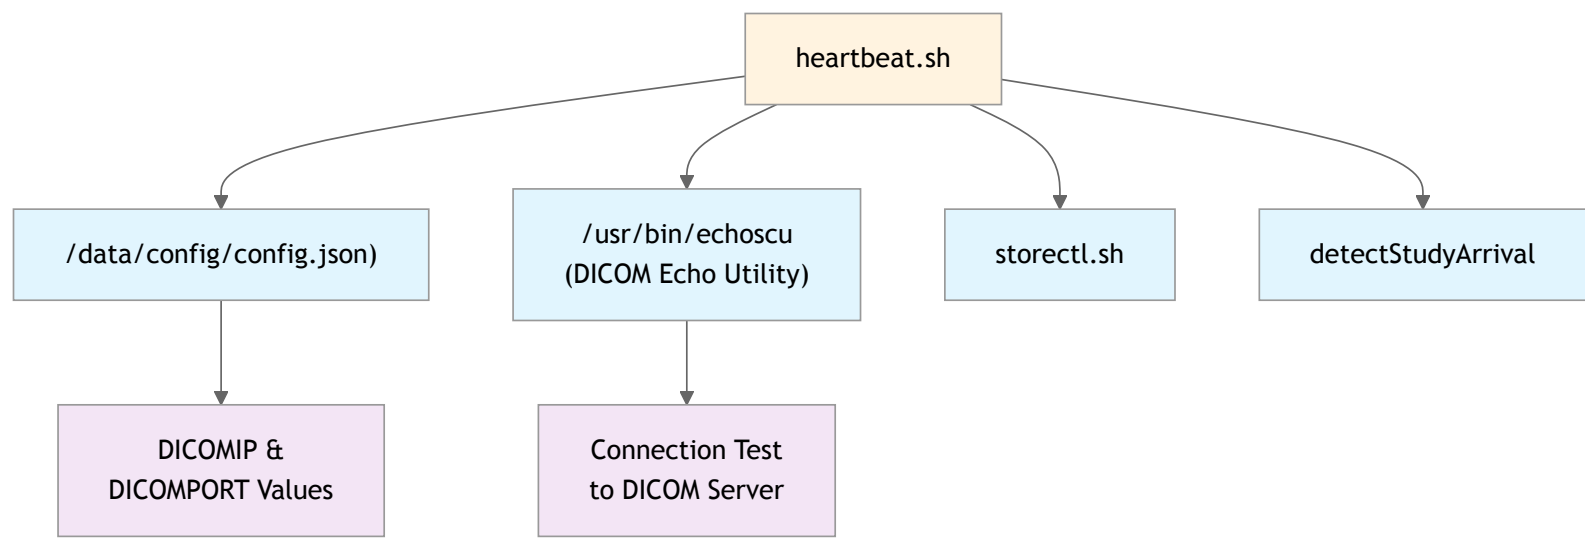 heartbeat.sh
/data/config/config.json)
/usr/bin/echoscu
(DICOM Echo Utility)
storectl.sh
detectStudyArrival
DICOMIP &
DICOMPORT Values
Connection Test
to DICOM Server